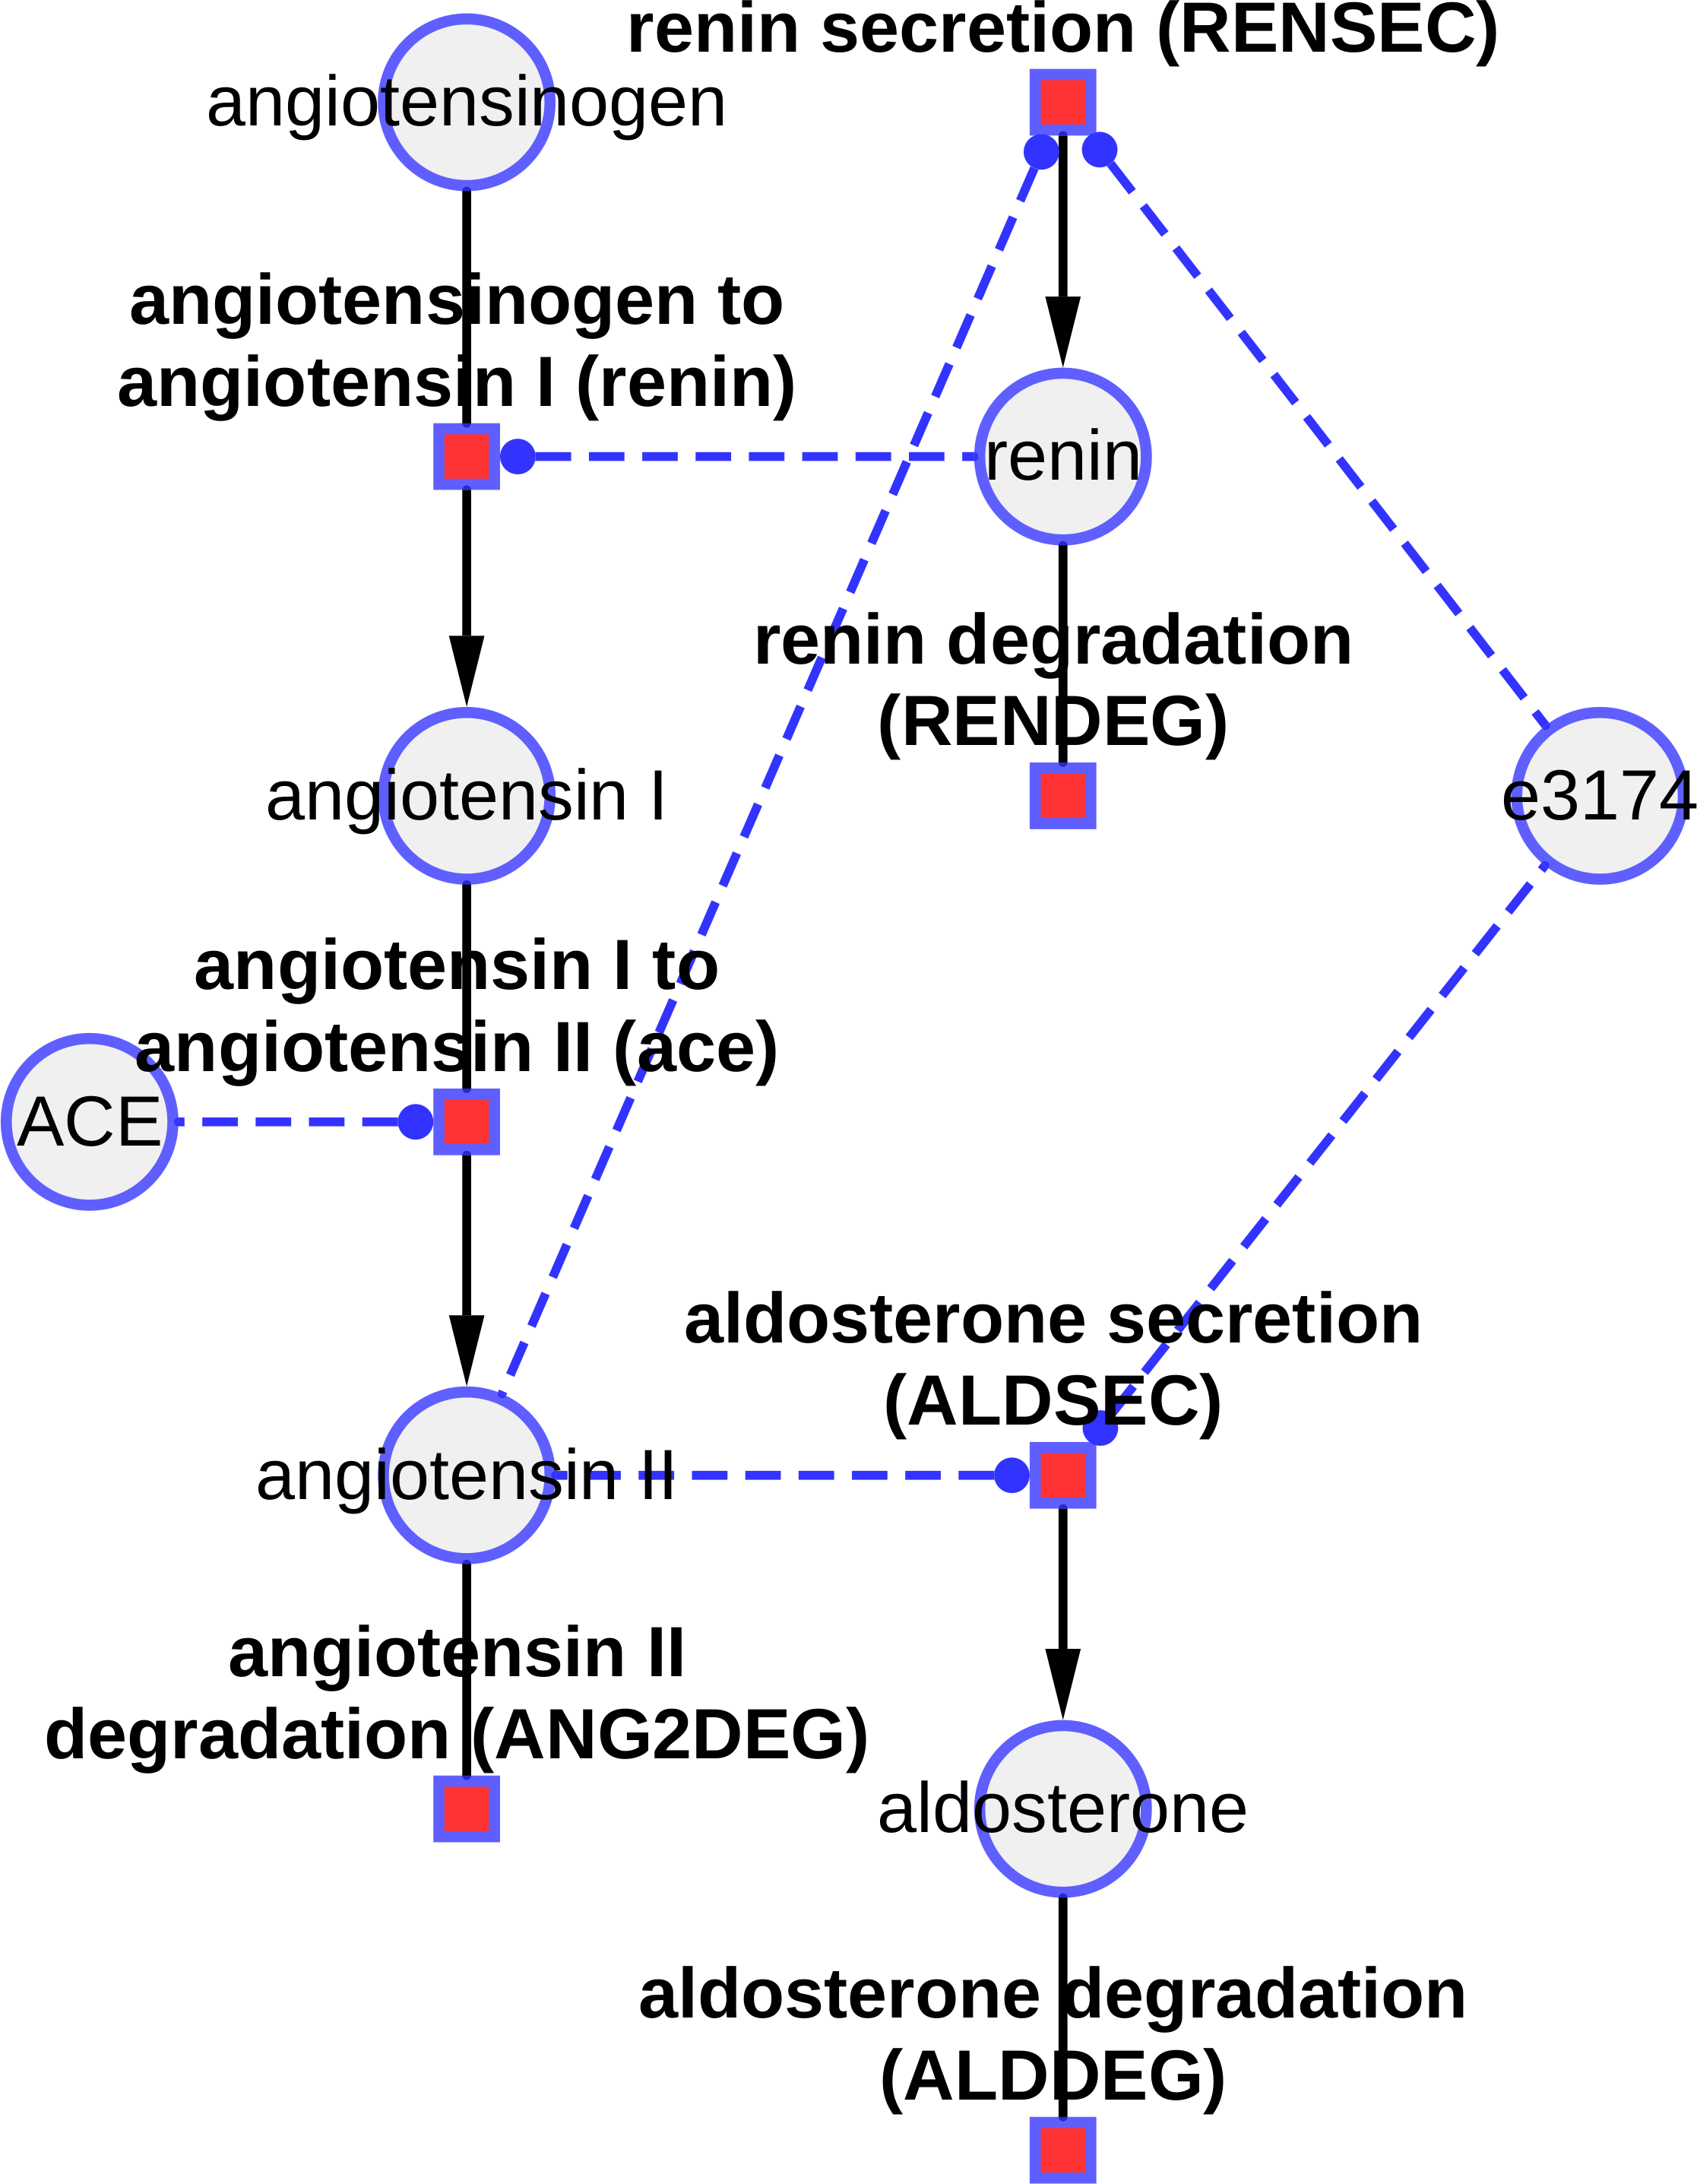 renin secretion (RENSEC)
angiotensinogen
angiotensinogen to
angiotensin I (renin)
renin
renin degradation
(RENDEG)
angiotensin I
e3174
angiotensin I to
angiotensin II (ace)
ACE
aldosterone secretion
(ALDSEC)
angiotensin II
angiotensin II
degradation (ANG2DEG)
aldosterone
aldosterone degradation
(ALDDEG)